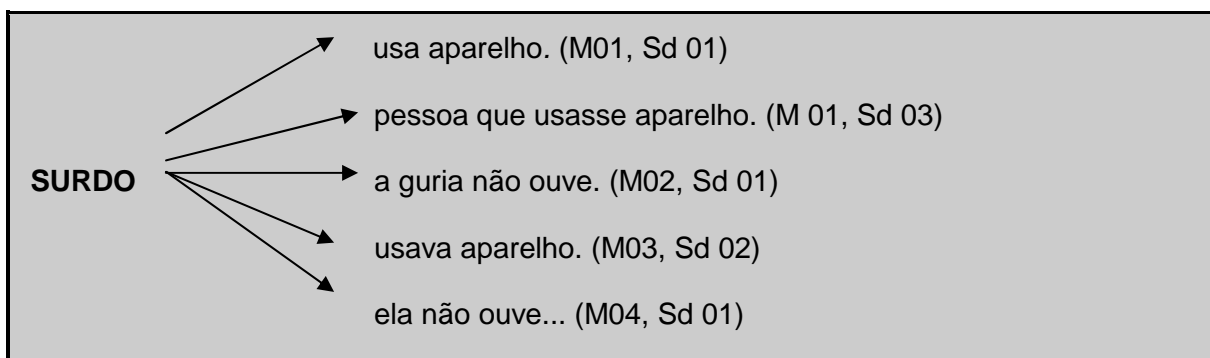 usa aparelho. (M01, Sd 01)
pessoa que usasse aparelho. (M 01, Sd 03)
SURDO
a guria não ouve. (M02, Sd 01)
usava aparelho. (M03, Sd 02)
ela não ouve... (M04, Sd 01)